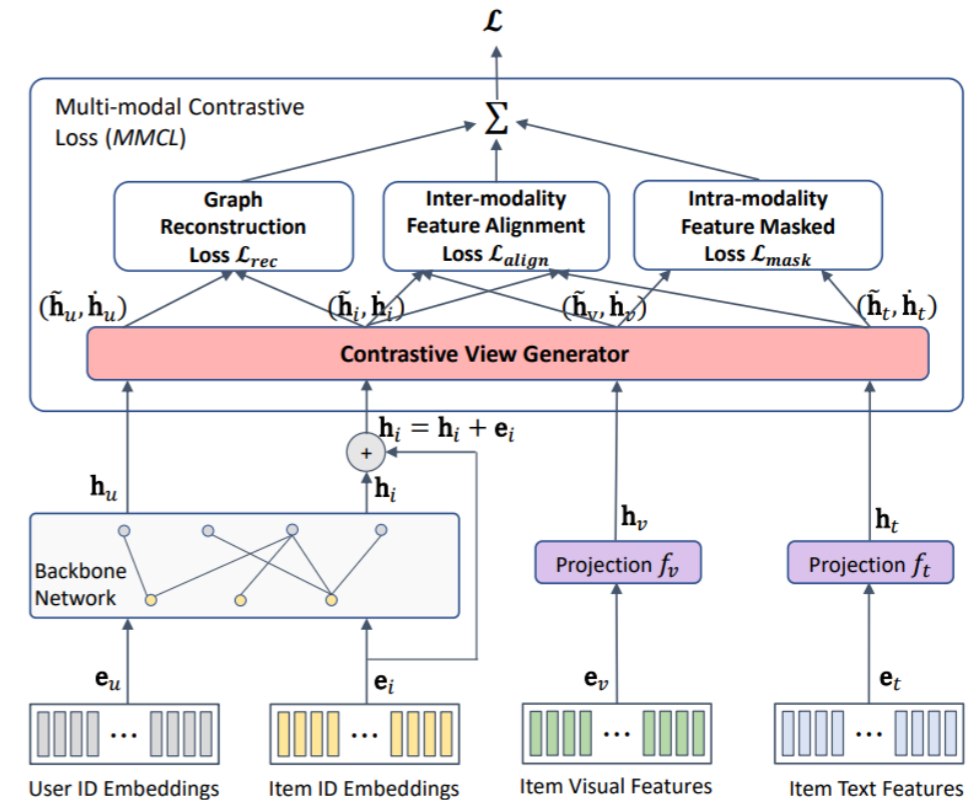 𝓛
Multi-modal Contrastive
Loss (MMCL)
∑
Graph
Reconstruction
Loss 𝓛rec
Inter-modality
Feature Alignment
Loss 𝓛align
Intra-modality
Feature Masked
Loss 𝓛mask
(h̃u, ḣu)
(h̃i, ḣi)
(h̃v, ḣv)
(h̃t, ḣt)
Contrastive View Generator
hi = hi + ei
+
hu
hi
hv
ht
Backbone
Network
Projection fv
Projection ft
eu
ei
ev
et
...
...
...
...
User ID Embeddings
Item ID Embeddings
Item Visual Features
Item Text Features